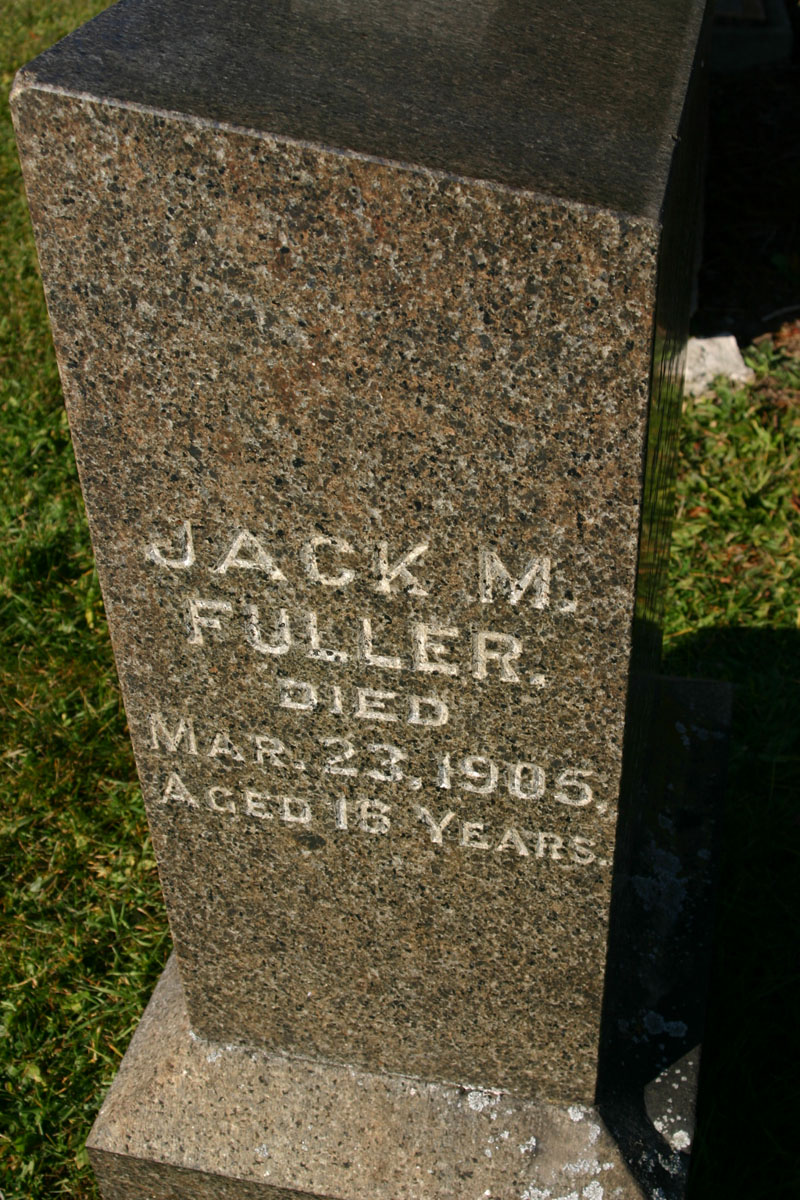 JACK M.
FULLER.
DIED
MAR. 23, 1905.
AGED 16 YEARS.